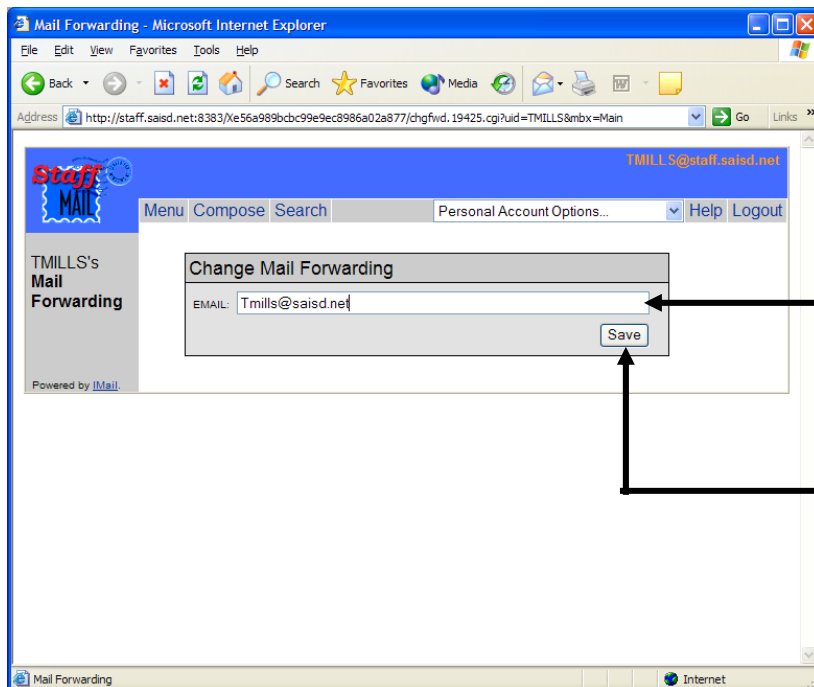 Mail Forwarding - Microsoft Internet Explorer
File Edit View Favorites Tools Help
Back Search Favorites Media
Address http://staff.saisd.net:8383/Xe56a989bcbc99e9ec8986a02a877/chgfwd.19425.cgi?uid=TMILLS&mbx=Main Go Links »
TMILLS@staff.saisd.net
Staff
MAIL
Menu Compose Search Personal Account Options... Help Logout
TMILLS's
Mail
Forwarding
Change Mail Forwarding
EMAIL: Tmills@saisd.net
Save
Powered by IMail.
Mail Forwarding Internet